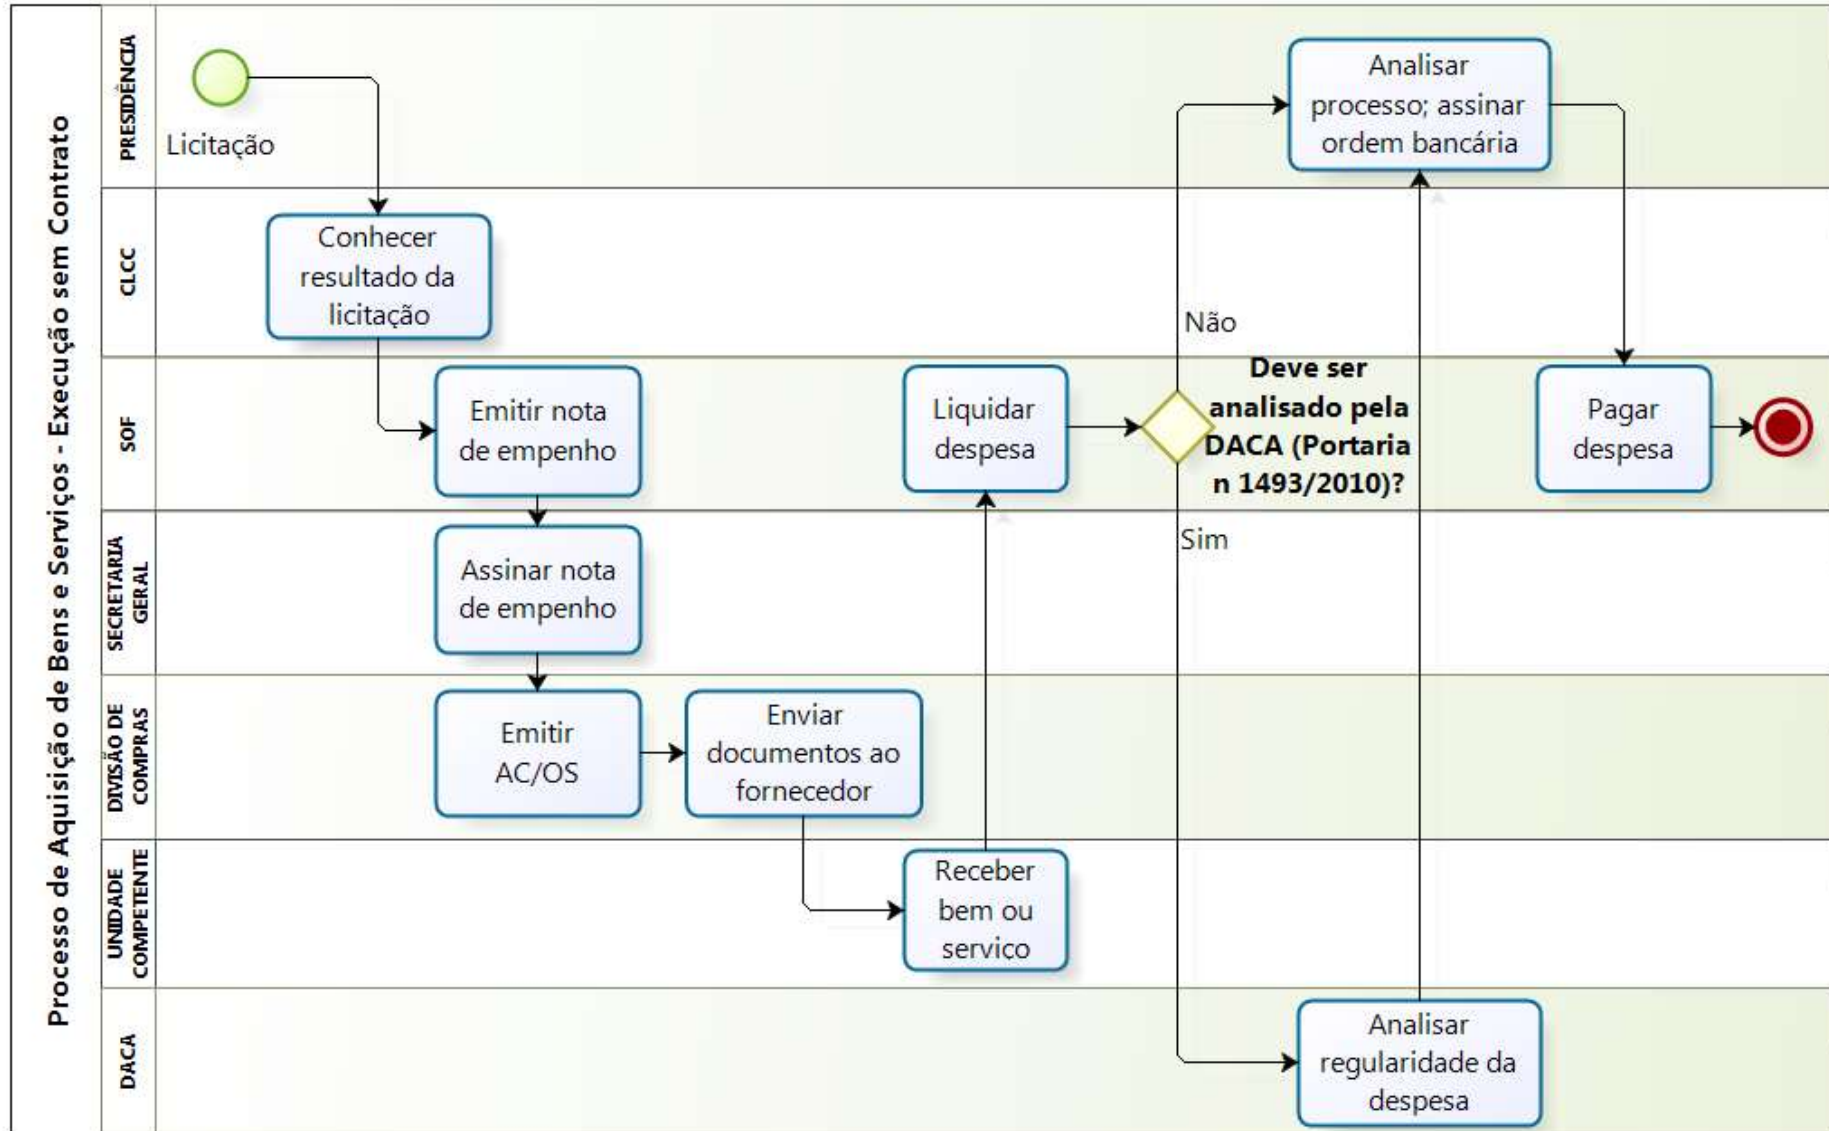 Processo de Aquisição de Bens e Serviços - Execução sem Contrato
PRESIDÊNCIA
Licitação
Analisar
processo; assinar
ordem bancária
CLCC
Conhecer
resultado da
licitação
Não
SOF
Emitir nota
de empenho
Liquidar
despesa
Deve ser
analisado pela
DACA (Portaria
n 1493/2010)?
Pagar
despesa
SECRETARIA
GERAL
Assinar nota
de empenho
Sim
DIVISÃO DE
COMPRAS
Emitir
AC/OS
Enviar
documentos ao
fornecedor
UNIDADE
COMPETENTE
Receber
bem ou
serviço
DACA
Analisar
regularidade da
despesa